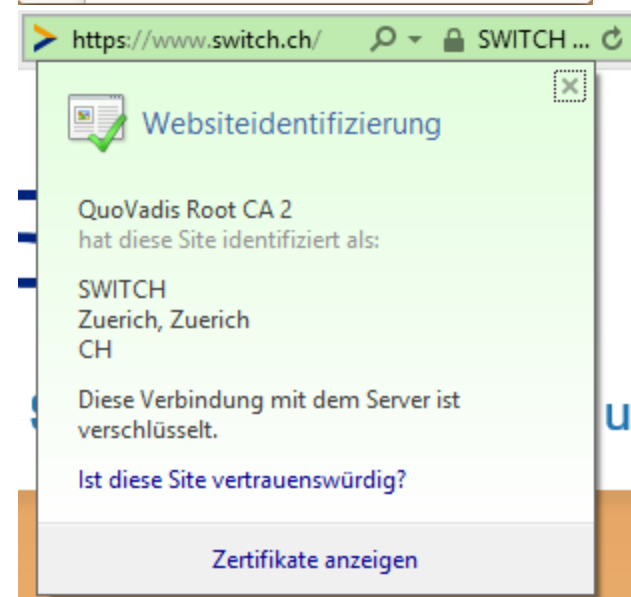 https://www.switch.ch/ SWITCH ...
Websiteidentifizierung
QuoVadis Root CA 2
hat diese Site identifiziert als:
SWITCH
Zuerich, Zuerich
CH
Diese Verbindung mit dem Server ist
verschlüsselt.
Ist diese Site vertrauenswürdig?
Zertifikate anzeigen